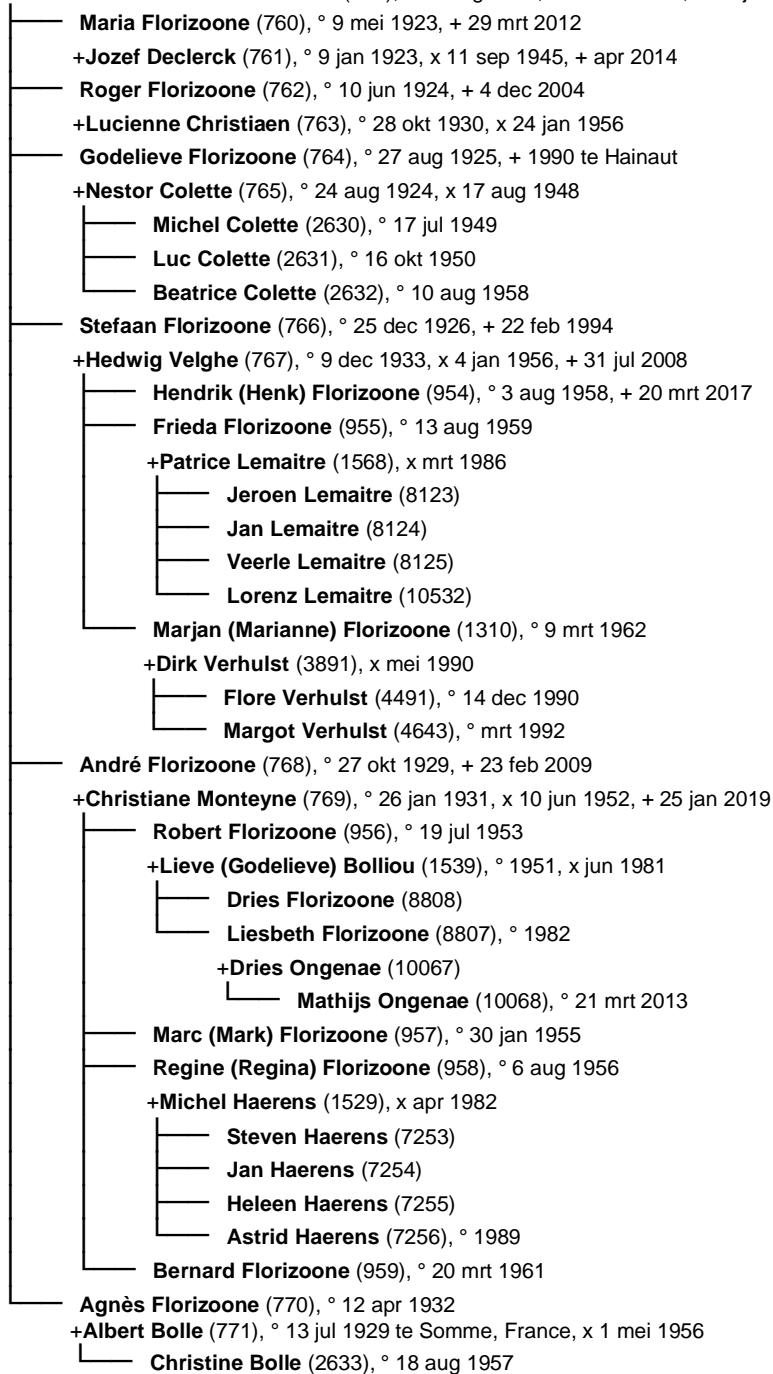 Maria Florizoone (760), ° 9 mei 1923, + 29 mrt 2012
+Jozef Declerck (761), ° 9 jan 1923, x 11 sep 1945, + apr 2014
Roger Florizoone (762), ° 10 jun 1924, + 4 dec 2004
+Lucienne Christiaen (763), ° 28 okt 1930, x 24 jan 1956
Godelieve Florizoone (764), ° 27 aug 1925, + 1990 te Hainaut
+Nestor Colette (765), ° 24 aug 1924, x 17 aug 1948
Michel Colette (2630), ° 17 jul 1949
Luc Colette (2631), ° 16 okt 1950
Beatrice Colette (2632), ° 10 aug 1958
Stefaan Florizoone (766), ° 25 dec 1926, + 22 feb 1994
+Hedwig Velghe (767), ° 9 dec 1933, x 4 jan 1956, + 31 jul 2008
Hendrik (Henk) Florizoone (954), ° 3 aug 1958, + 20 mrt 2017
Frieda Florizoone (955), ° 13 aug 1959
+Patrice Lemaitre (1568), x mrt 1986
Jeroen Lemaitre (8123)
Jan Lemaitre (8124)
Veerle Lemaitre (8125)
Lorenz Lemaitre (10532)
Marjan (Marianne) Florizoone (1310), ° 9 mrt 1962
+Dirk Verhulst (3891), x mei 1990
Flore Verhulst (4491), ° 14 dec 1990
Margot Verhulst (4643), ° mrt 1992
André Florizoone (768), ° 27 okt 1929, + 23 feb 2009
+Christiane Monteyne (769), ° 26 jan 1931, x 10 jun 1952, + 25 jan 2019
Robert Florizoone (956), ° 19 jul 1953
+Lieve (Godelieve) Bolliou (1539), ° 1951, x jun 1981
Dries Florizoone (8808)
Liesbeth Florizoone (8807), ° 1982
+Dries Ongenae (10067)
Mathijs Ongenae (10068), ° 21 mrt 2013
Marc (Mark) Florizoone (957), ° 30 jan 1955
Regine (Regina) Florizoone (958), ° 6 aug 1956
+Michel Haerens (1529), x apr 1982
Steven Haerens (7253)
Jan Haerens (7254)
Heleen Haerens (7255)
Astrid Haerens (7256), ° 1989
Bernard Florizoone (959), ° 20 mrt 1961
Agnès Florizoone (770), ° 12 apr 1932
+Albert Bolle (771), ° 13 jul 1929 te Somme, France, x 1 mei 1956
Christine Bolle (2633), ° 18 aug 1957